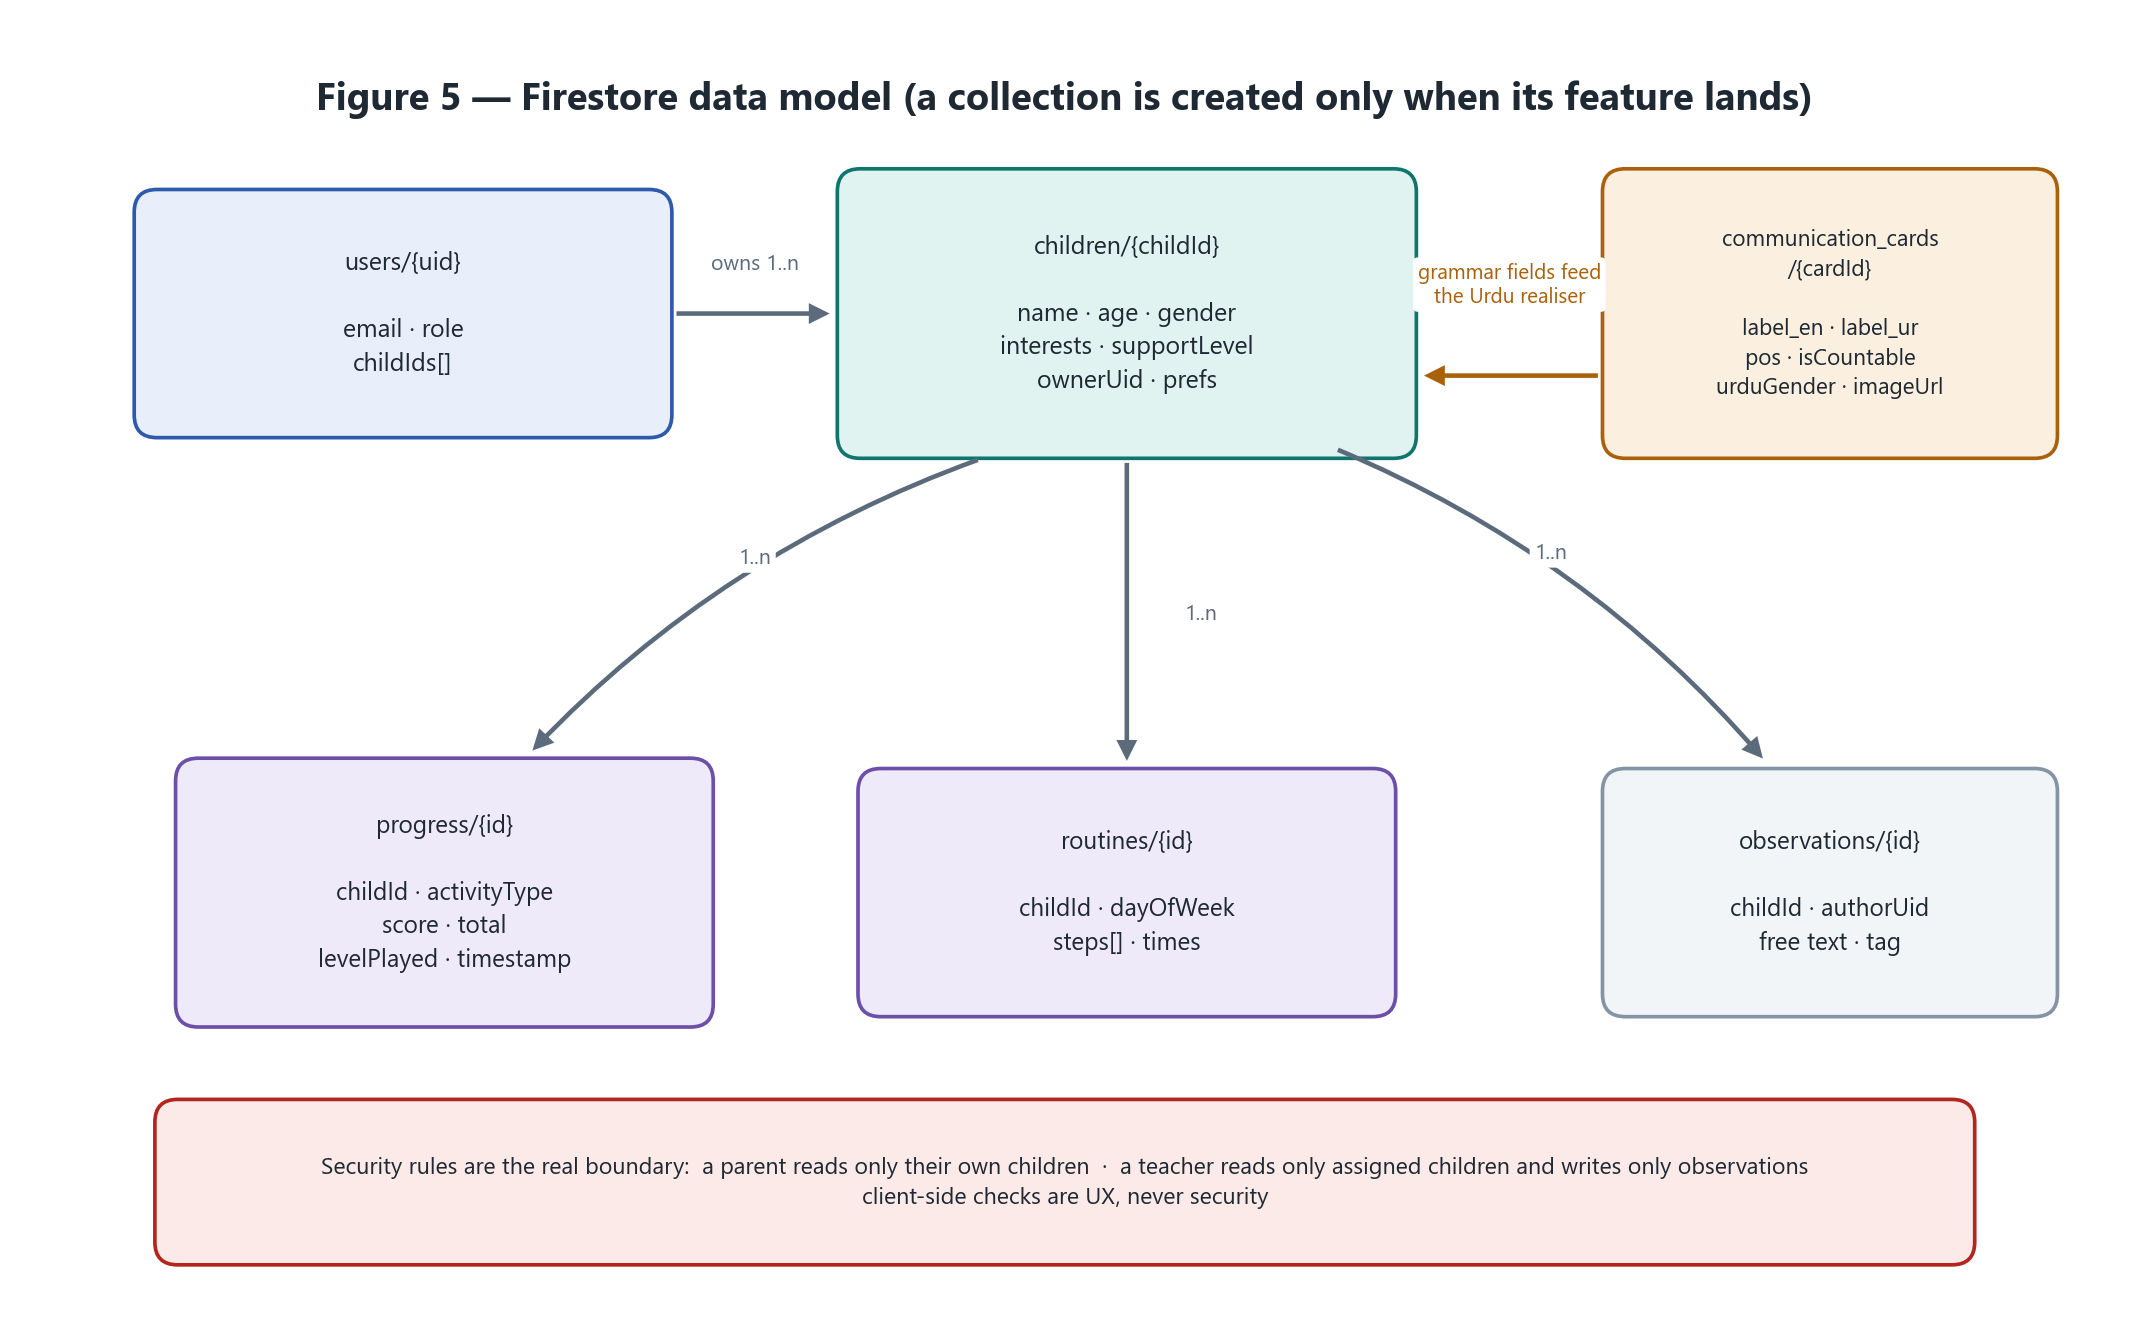 Figure 5 — Firestore data model (a collection is created only when its feature lands)
users/{uid}
email · role
childIds[]
owns 1..n
children/{childId}
name · age · gender
interests · supportLevel
ownerUid · prefs
grammar fields feed
the Urdu realiser
communication_cards
/{cardId}
label_en · label_ur
pos · isCountable
urduGender · imageUrl
1..n
1..n
1..n
progress/{id}
childId · activityType
score · total
levelPlayed · timestamp
routines/{id}
childId · dayOfWeek
steps[] · times
observations/{id}
childId · authorUid
free text · tag
Security rules are the real boundary:  a parent reads only their own children  ·  a teacher reads only assigned children and writes only observations
client-side checks are UX, never security